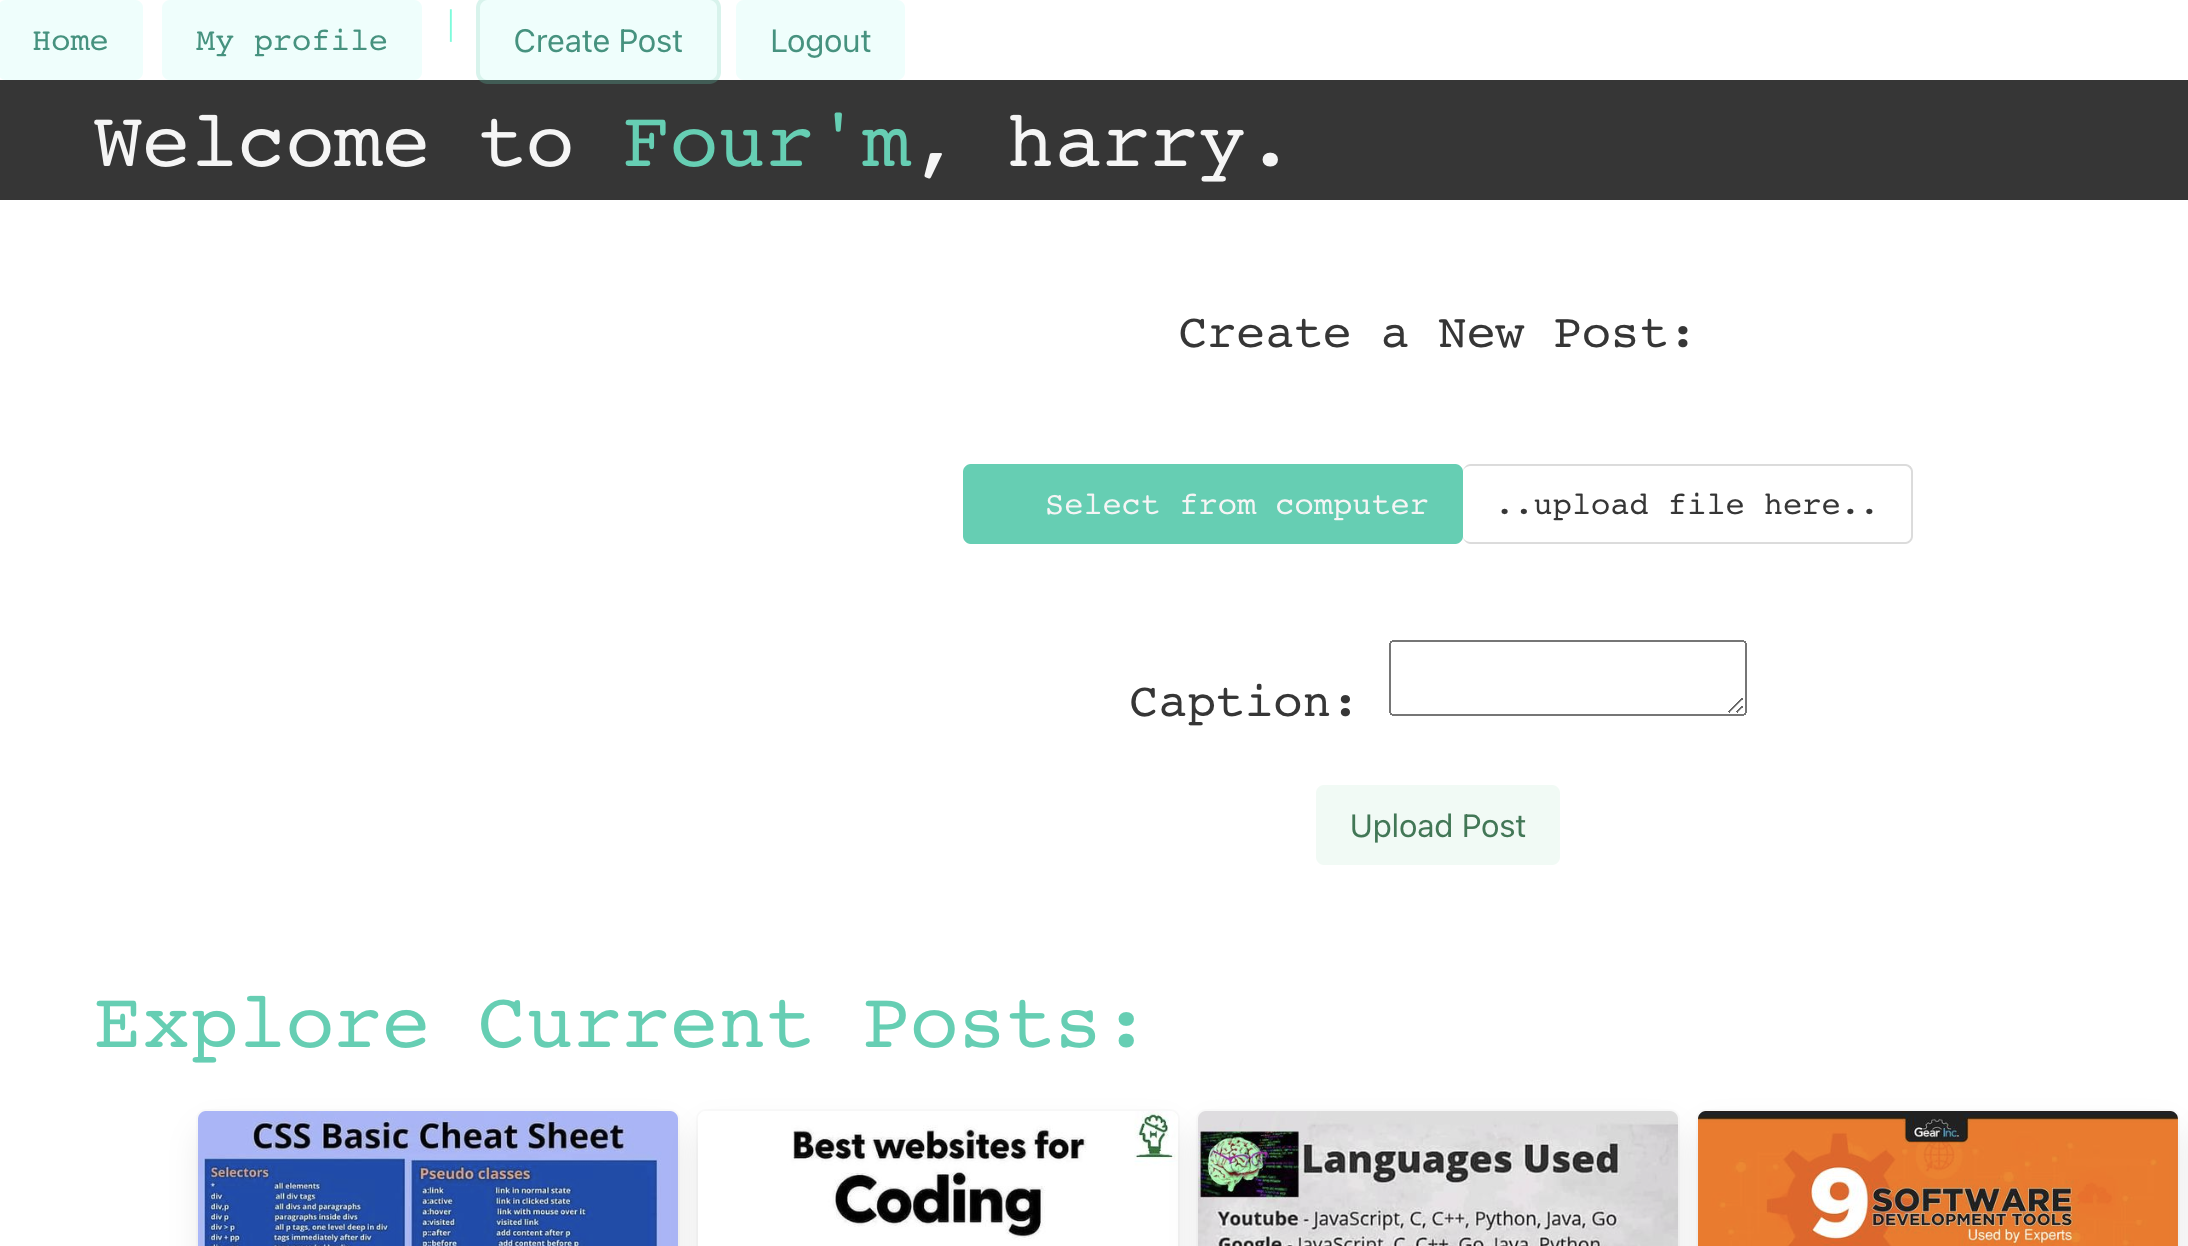 Home My profile Create Post Logout
Welcome to Four'm, harry.
Create a New Post:
Select from computer ..upload file here..
Caption:
Upload Post
Explore Current Posts:
CSS Basic Cheat Sheet
Selectors
* all elements
div all div tags
div,p all divs and paragraphs
div p paragraphs inside divs
div > p all p tags, one level deep in div
div + pp tags immediately after div
Pseudo classes
a:link link in normal state
a:active link in clicked state
a:hover link with mouse over it
a:visited visited link
p::after add content after p
p::before add content before p
Best websites for
Coding
Languages Used
Youtube - JavaScript, C, C++, Python, Java, Go
Google - JavaScript, C, C++, Go, Java, Python
Gear Inc.
9 SOFTWARE
DEVELOPMENT TOOLS
Used by Experts